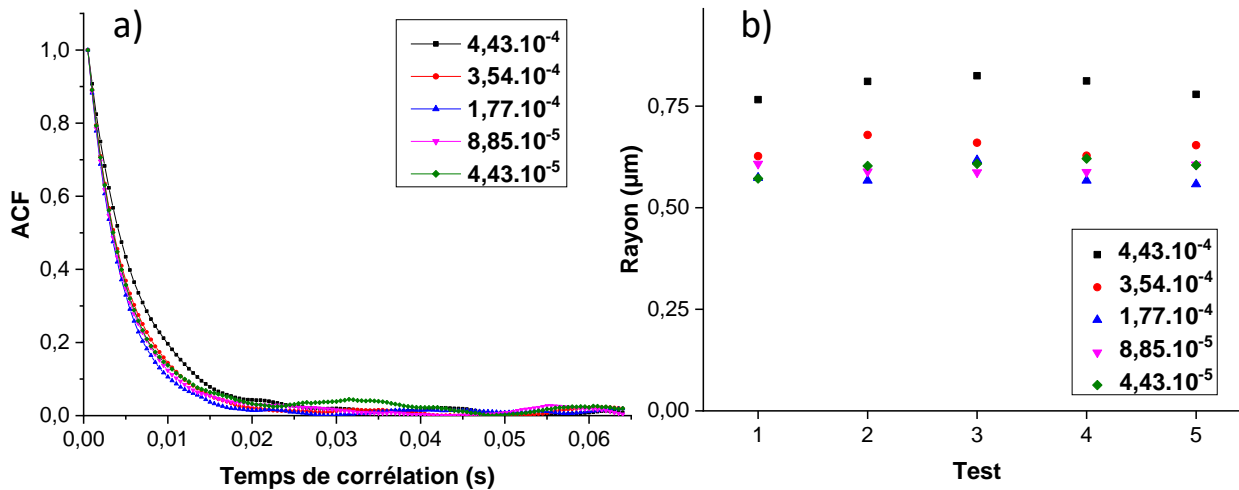 a)
1,0
0,8
0,6
0,4
0,2
0,0
ACF
0,00 0,01 0,02 0,03 0,04 0,05 0,06
Temps de corrélation (s)
4,43.10-4
3,54.10-4
1,77.10-4
8,85.10-5
4,43.10-5
b)
0,75
0,50
0,25
0,00
Rayon (µm)
1 2 3 4 5
Test
4,43.10-4
3,54.10-4
1,77.10-4
8,85.10-5
4,43.10-5